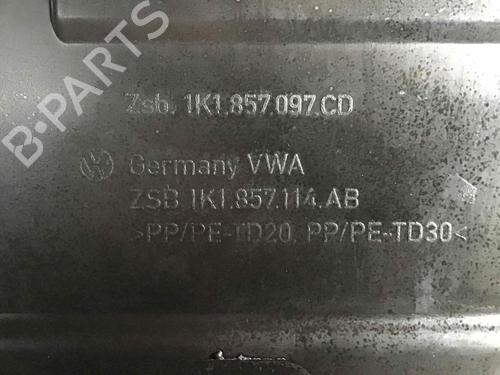 B-PARTS
Zsb. 1K1.857.097.CD
Germany VWA
ZSB 1K1.857.114.AB
>PP/PE-TD20, PP/PE-TD30<